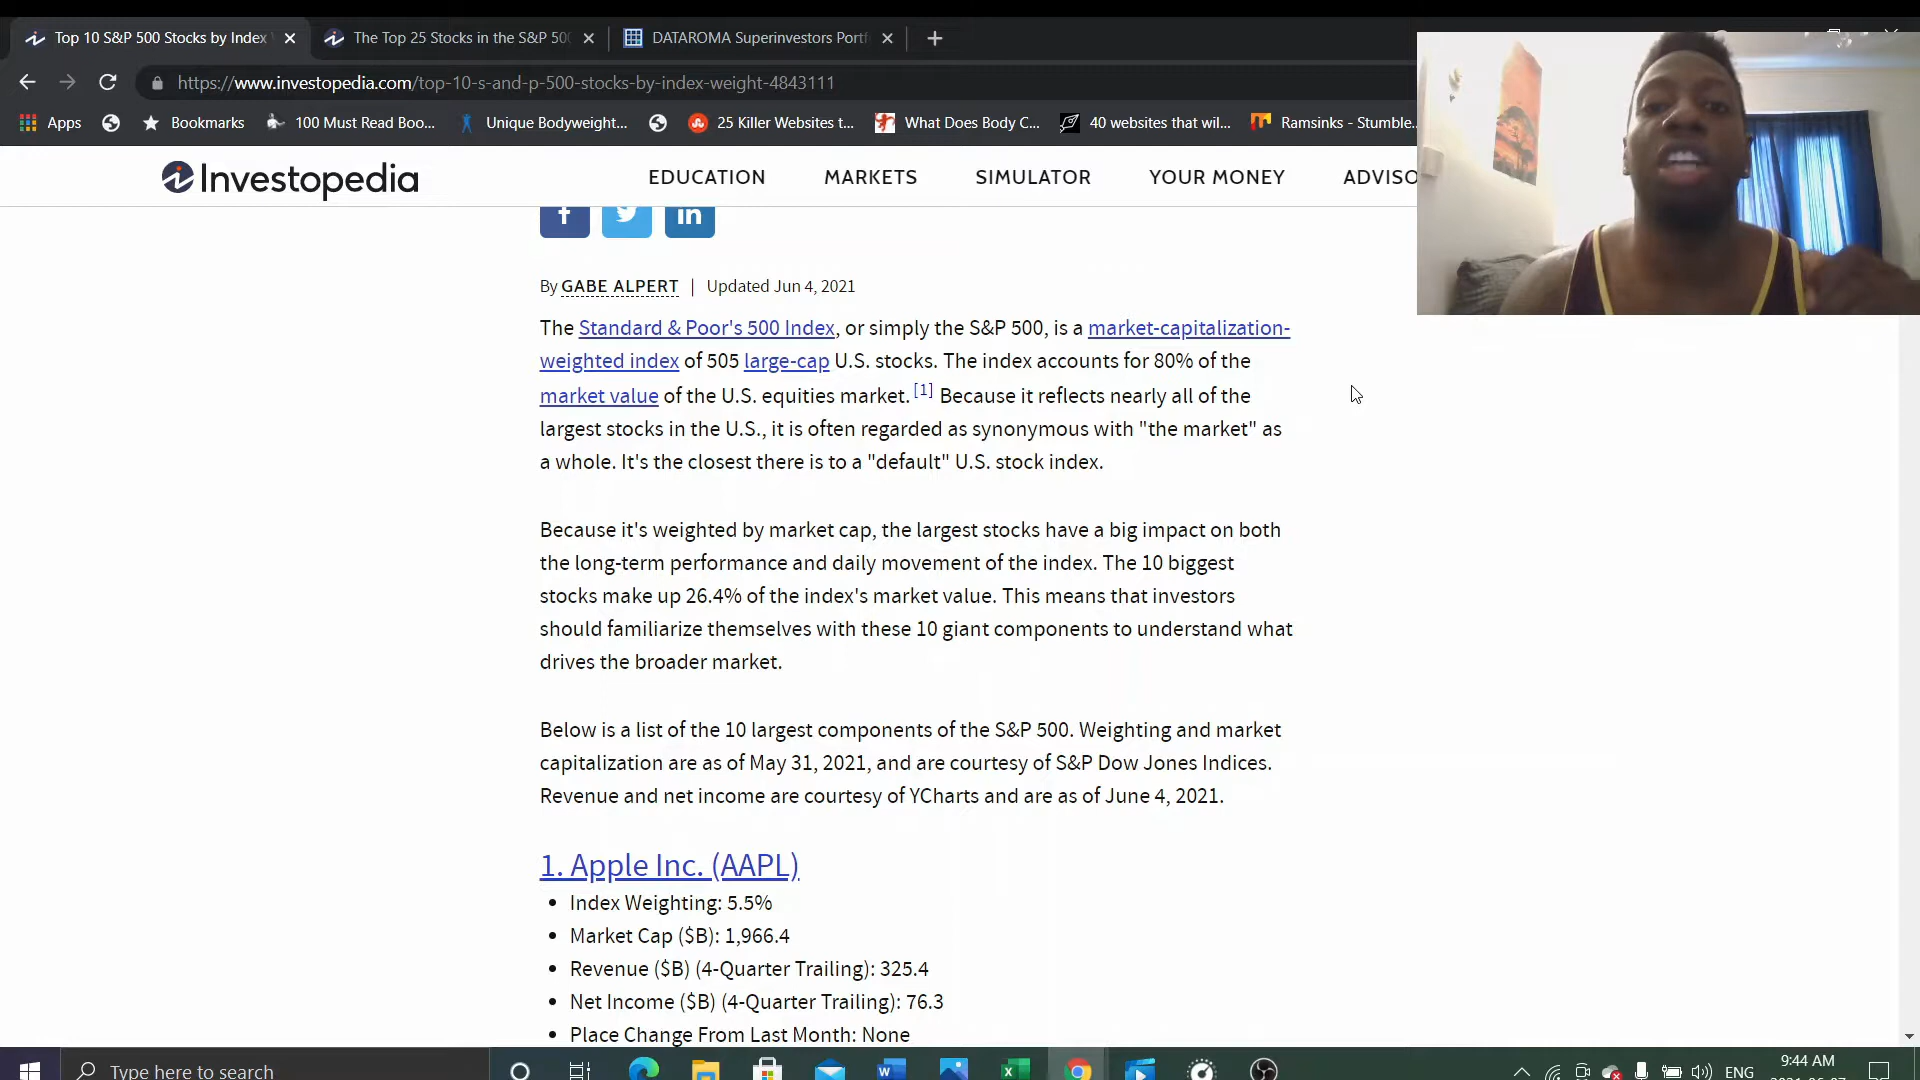 Top 10 S&P 500 Stocks by Index
The Top 25 Stocks in the S&P 500
DATAROMA Superinvestors Portf
https://www.investopedia.com/top-10-s-and-p-500-stocks-by-index-weight-4843111
Apps
Bookmarks
100 Must Read Boo...
Unique Bodyweight...
25 Killer Websites t...
What Does Body C...
40 websites that wil...
Ramsinks - Stumble...
Investopedia
EDUCATION
MARKETS
SIMULATOR
YOUR MONEY
ADVISO
f
in
By GABE ALPERT | Updated Jun 4, 2021
The Standard & Poor's 500 Index, or simply the S&P 500, is a market-capitalization-
weighted index of 505 large-cap U.S. stocks. The index accounts for 80% of the
market value of the U.S. equities market.[1] Because it reflects nearly all of the
largest stocks in the U.S., it is often regarded as synonymous with "the market" as
a whole. It's the closest there is to a "default" U.S. stock index.
Because it's weighted by market cap, the largest stocks have a big impact on both
the long-term performance and daily movement of the index. The 10 biggest
stocks make up 26.4% of the index's market value. This means that investors
should familiarize themselves with these 10 giant components to understand what
drives the broader market.
Below is a list of the 10 largest components of the S&P 500. Weighting and market
capitalization are as of May 31, 2021, and are courtesy of S&P Dow Jones Indices.
Revenue and net income are courtesy of YCharts and are as of June 4, 2021.
1. Apple Inc. (AAPL)
• Index Weighting: 5.5%
• Market Cap ($B): 1,966.4
• Revenue ($B) (4-Quarter Trailing): 325.4
• Net Income ($B) (4-Quarter Trailing): 76.3
• Place Change From Last Month: None
Type here to search
ENG
9:44 AM